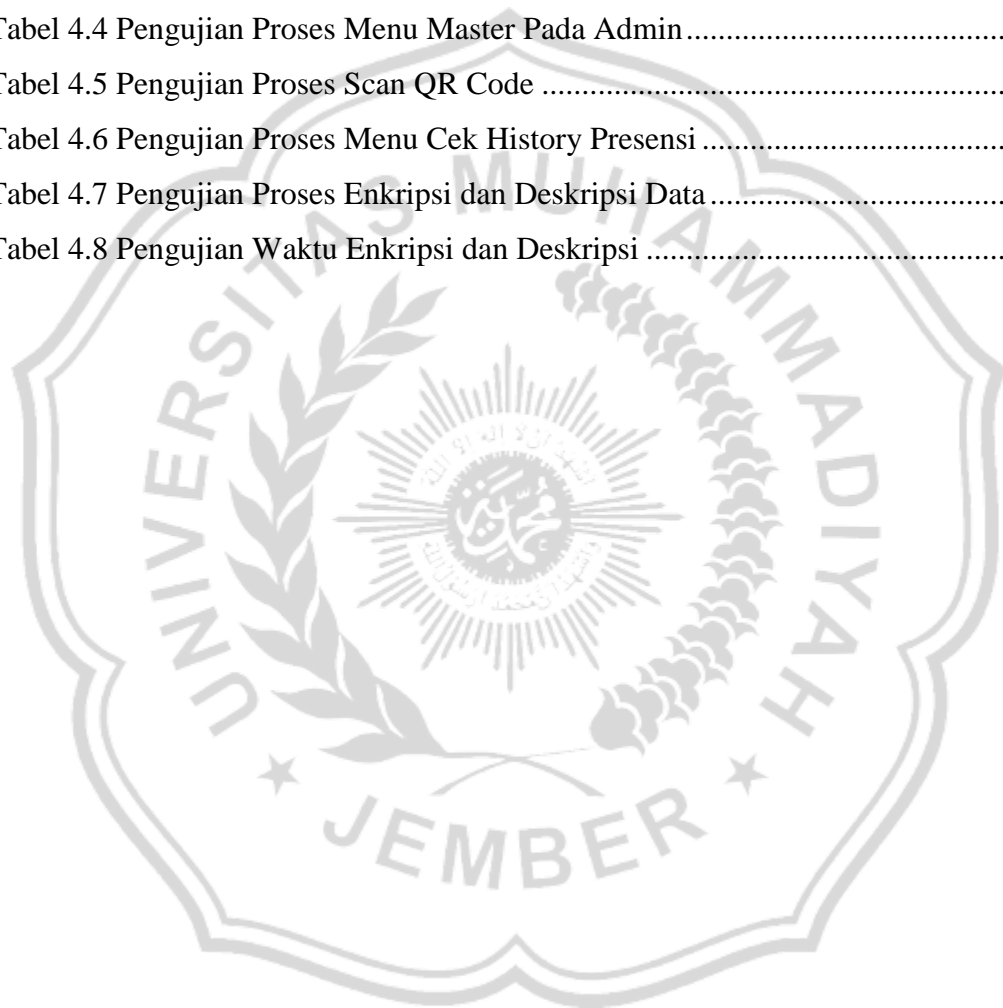 Tabel 4.4 Pengujian Proses Menu Master Pada Admin....................................
Tabel 4.5 Pengujian Proses Scan QR Code ....................................................
Tabel 4.6 Pengujian Proses Menu Cek History Presensi ..................................
Tabel 4.7 Pengujian Proses Enkripsi dan Deskripsi Data.................................
Tabel 4.8 Pengujian Waktu Enkripsi dan Deskripsi ........................................
UNIVERSITAS MUHAMMADIYAH
JEMBER